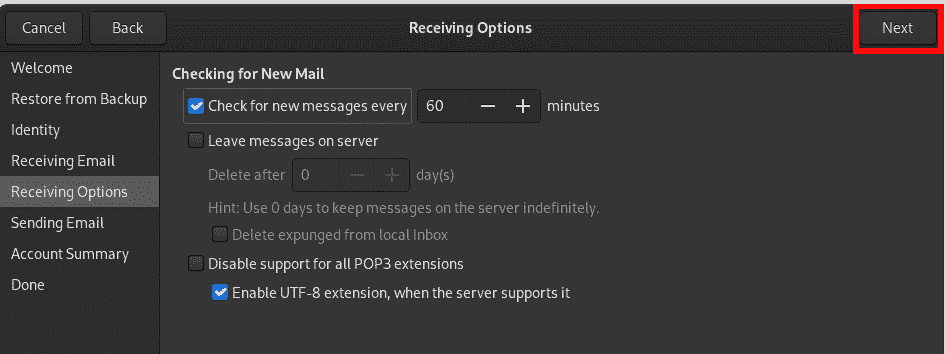 Cancel Back Receiving Options Next
Welcome
Restore from Backup
Identity
Receiving Email
Receiving Options
Sending Email
Account Summary
Done
Checking for New Mail
Check for new messages every 60 − + minutes
Leave messages on server
Delete after 0 − + day(s)
Hint: Use 0 days to keep messages on the server indefinitely.
Delete expunged from local Inbox
Disable support for all POP3 extensions
Enable UTF-8 extension, when the server supports it